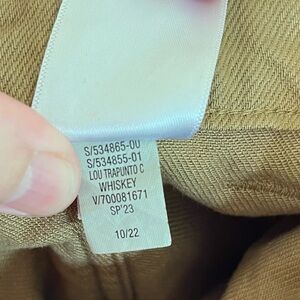 S/534865-00
S/534855-01
LOU TRAPUNTO C
WHISKEY
V/700081671
SP'23
10/22